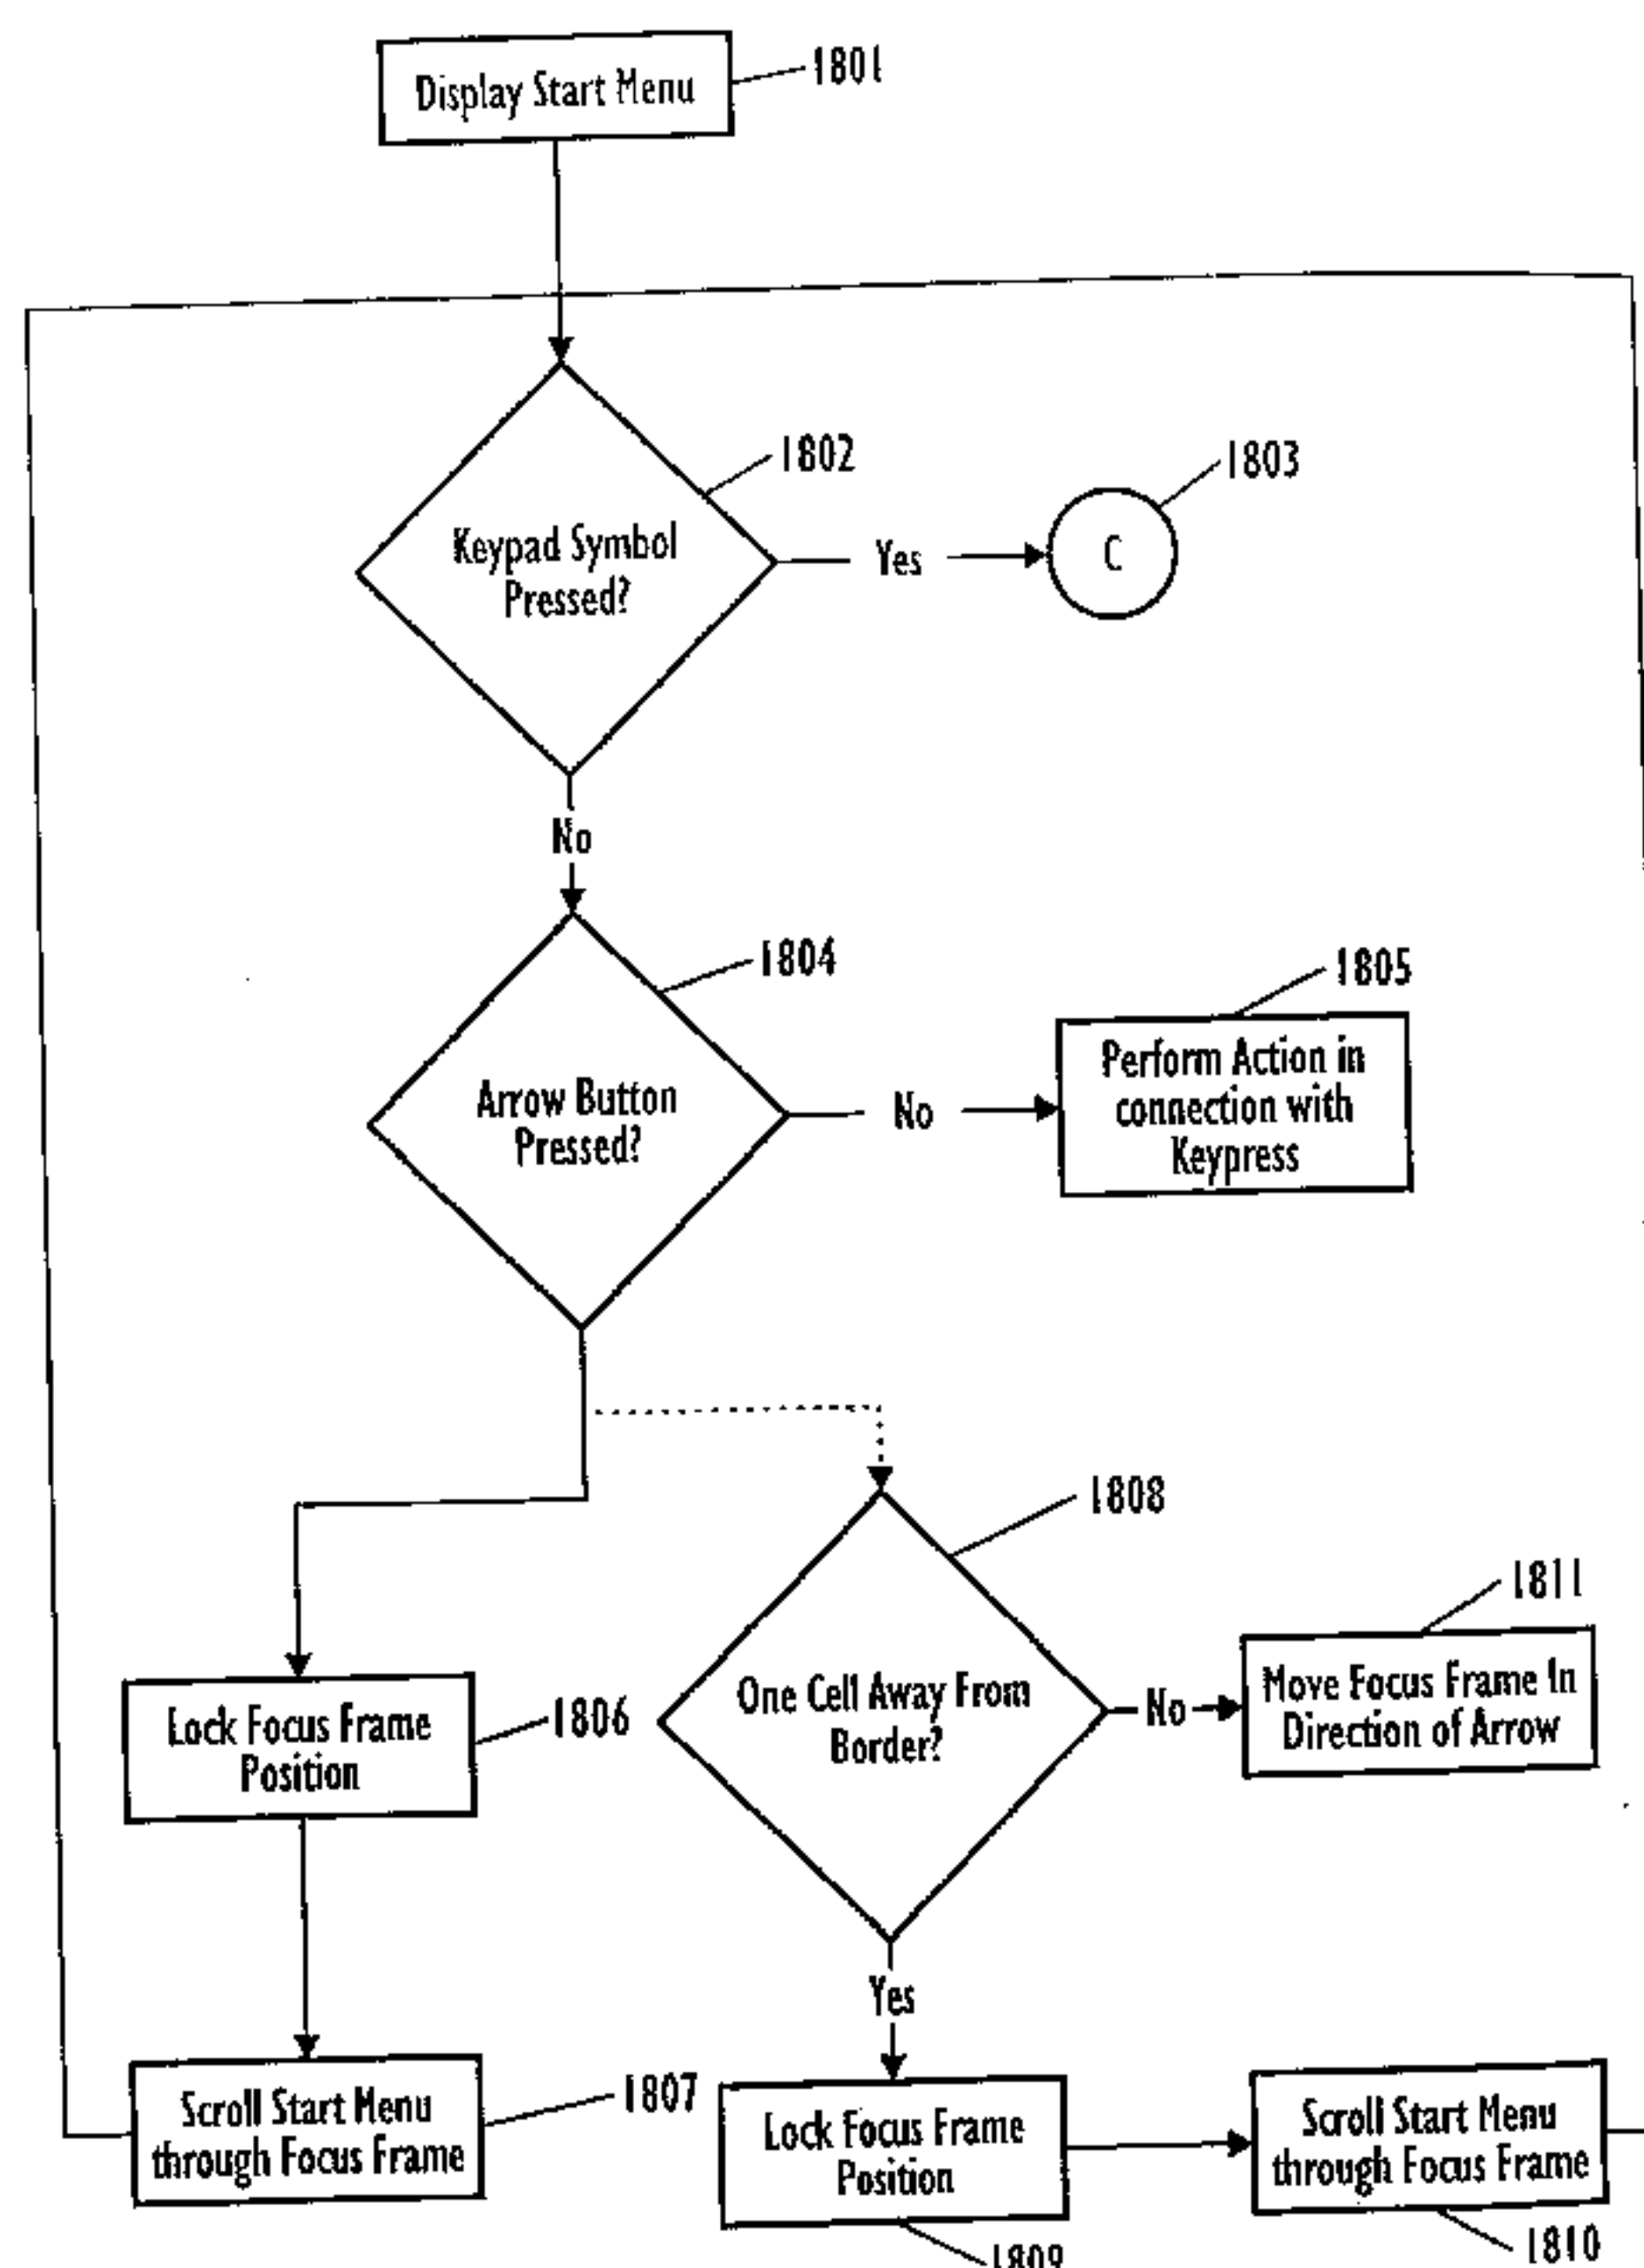 Display Start Menu
1801
Keypad Symbol
Pressed?
1802
Yes
C
1803
No
Arrow Button
Pressed?
1804
No
Perform Action in
connection with
Keypress
1805
One Cell Away From
Border?
1808
No
Move Focus Frame In
Direction of Arrow
1811
Lock Focus Frame
Position
1806
Yes
Scroll Start Menu
through Focus Frame
1807
Lock Focus Frame
Position
1809
Scroll Start Menu
through Focus Frame
1810